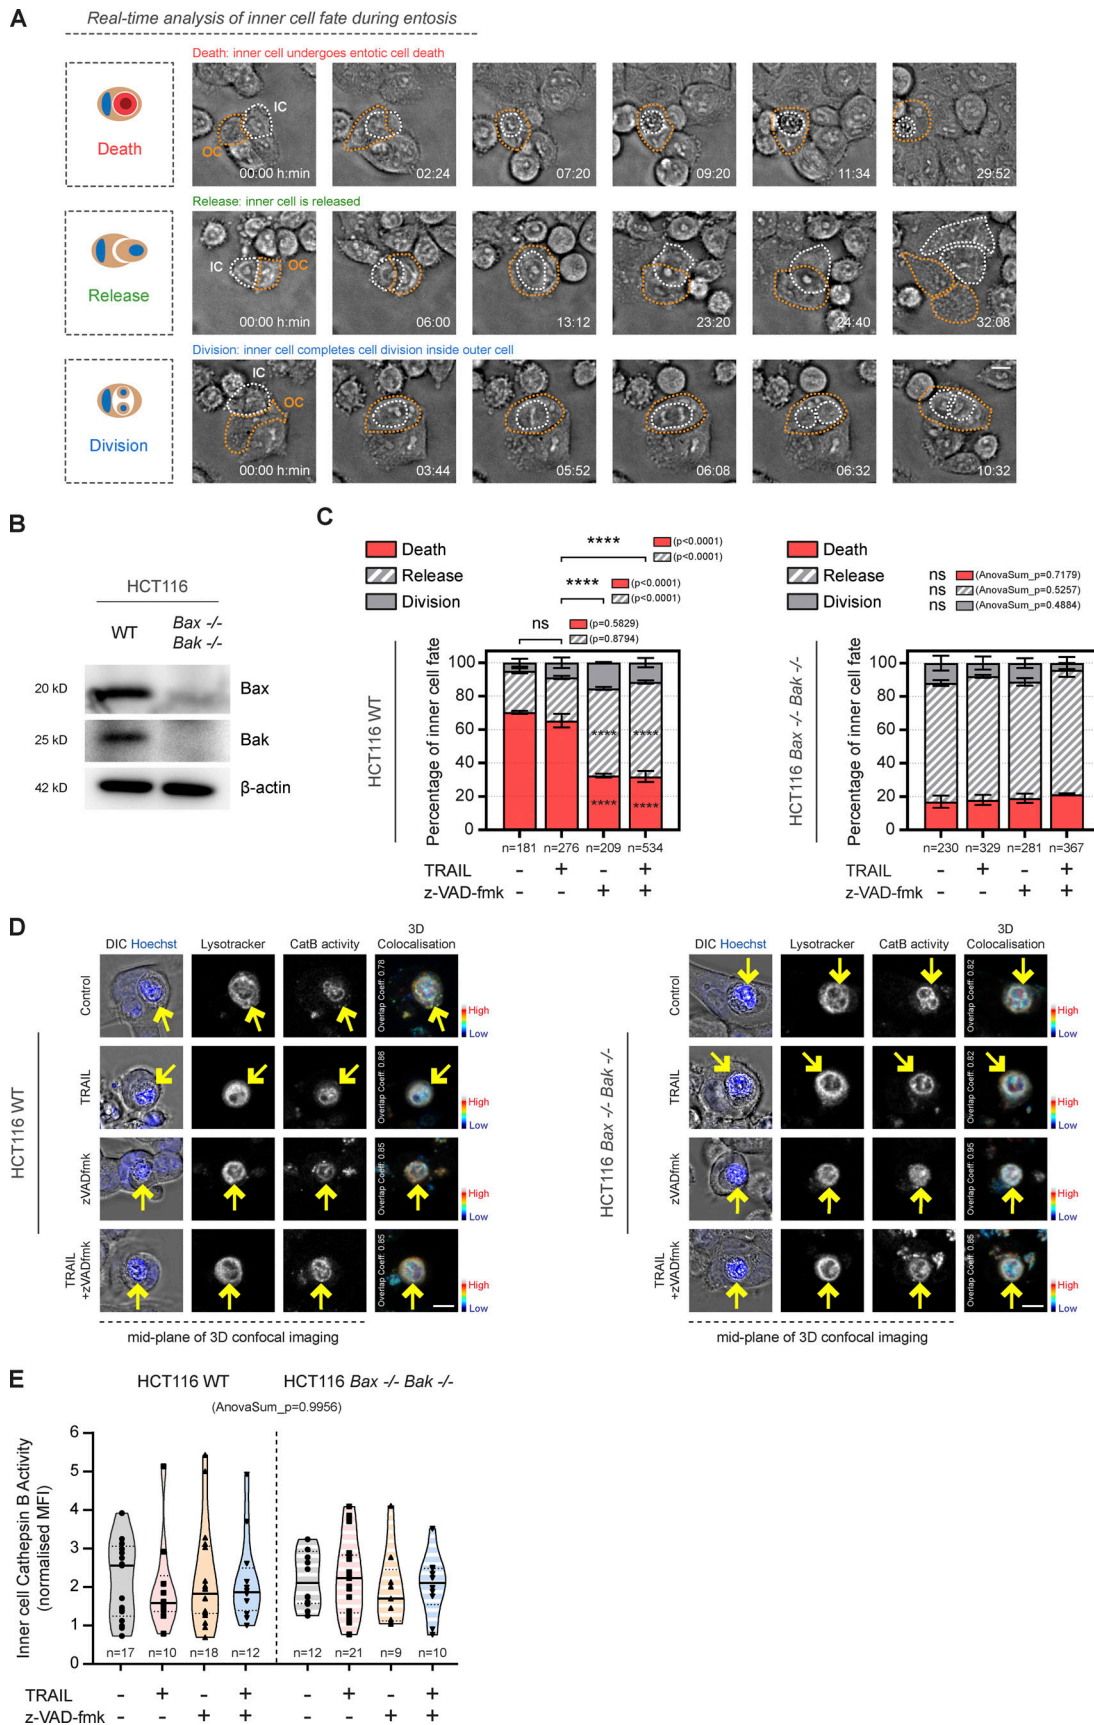 A
Real-time analysis of inner cell fate during entosis
Death: inner cell undergoes entotic cell death
Death
IC
OC
00:00 h:min
02:24
07:20
09:20
11:34
29:52
Release: inner cell is released
Release
IC
OC
00:00 h:min
06:00
13:12
23:20
24:40
32:08
Division: inner cell completes cell division inside outer cell
Division
IC
OC
00:00 h:min
03:44
05:52
06:08
06:32
10:32
B
HCT116
WT
Bax -/-
Bak -/-
20 kD
Bax
25 kD
Bak
42 kD
β-actin
C
Death
Release
Division
**** (p<0.0001)
(p<0.0001)
**** (p<0.0001)
(p<0.0001)
ns (p=0.5829)
(p=0.8794)
HCT116 WT
Percentage of inner cell fate
100
80
60
40
20
0
**** ****
**** ****
n=181 n=276 n=209 n=534
TRAIL - + - +
z-VAD-fmk - - + +
Death
Release
Division
ns (AnovaSum_p=0.7179)
ns (AnovaSum_p=0.5257)
ns (AnovaSum_p=0.4884)
HCT116 Bax -/- Bak -/-
Percentage of inner cell fate
100
80
60
40
20
0
n=230 n=329 n=281 n=367
TRAIL - + - +
z-VAD-fmk - - + +
D
HCT116 WT
DIC Hoechst
Lysotracker
CatB activity
3D
Colocalisation
Control
Overlap Coeff: 0.78
High
Low
TRAIL
Overlap Coeff: 0.86
High
Low
zVADfmk
Overlap Coeff: 0.85
High
Low
TRAIL
+zVADfmk
Overlap Coeff: 0.85
High
Low
mid-plane of 3D confocal imaging
HCT116 Bax -/- Bak -/-
DIC Hoechst
Lysotracker
CatB activity
3D
Colocalisation
Control
Overlap Coeff: 0.82
High
Low
TRAIL
Overlap Coeff: 0.82
High
Low
zVADfmk
Overlap Coeff: 0.95
High
Low
TRAIL
+zVADfmk
Overlap Coeff: 0.85
High
Low
mid-plane of 3D confocal imaging
E
HCT116 WT
HCT116 Bax -/- Bak -/-
(AnovaSum_p=0.9956)
Inner cell Cathepsin B Activity
(normalised MFI)
6
5
4
3
2
1
0
n=17 n=10 n=18 n=12 n=12 n=21 n=9 n=10
TRAIL - + - + - + - +
z-VAD-fmk - - + + - - + +